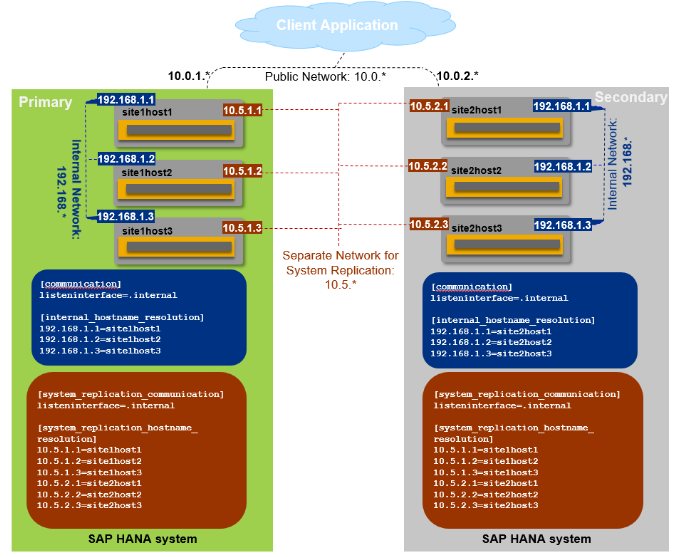 Client Application
10.0.1.*
Public Network: 10.0.*
10.0.2.*
Primary
192.168.1.1
site1host1
10.5.1.1
192.168.1.2
site1host2
10.5.1.2
192.168.1.3
site1host3
10.5.1.3
Internal Network:
192.168.*
Secondary
10.5.2.1
site2host1
192.168.1.1
10.5.2.2
site2host2
192.168.1.2
10.5.2.3
site2host3
192.168.1.3
Internal Network:
192.168.*
Separate Network for
System Replication:
10.5.*
[communication]
listeninterface=.internal
[internal_hostname_resolution]
192.168.1.1=site1host1
192.168.1.2=site1host2
192.168.1.3=site1host3
[system_replication_communication]
listeninterface=.internal
[system_replication_hostname_
resolution]
10.5.1.1=site1host1
10.5.1.2=site1host2
10.5.1.3=site1host3
10.5.2.1=site2host1
10.5.2.2=site2host2
10.5.2.3=site2host3
SAP HANA system
[communication]
listeninterface=.internal
[internal_hostname_resolution]
192.168.1.1=site2host1
192.168.1.2=site2host2
192.168.1.3=site2host3
[system_replication_communication]
listeninterface=.internal
[system_replication_hostname_
resolution]
10.5.1.1=site1host1
10.5.1.2=site1host2
10.5.1.3=site1host3
10.5.2.1=site2host1
10.5.2.2=site2host2
10.5.2.3=site2host3
SAP HANA system